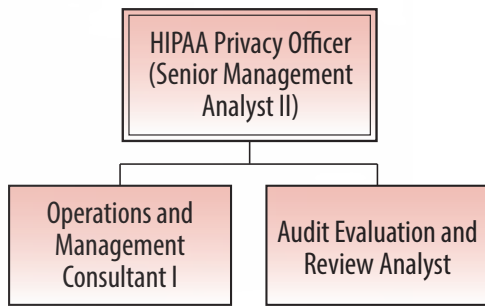 HIPAA Privacy Officer
(Senior Management
Analyst II)
Operations and
Management
Consultant I
Audit Evaluation and
Review Analyst